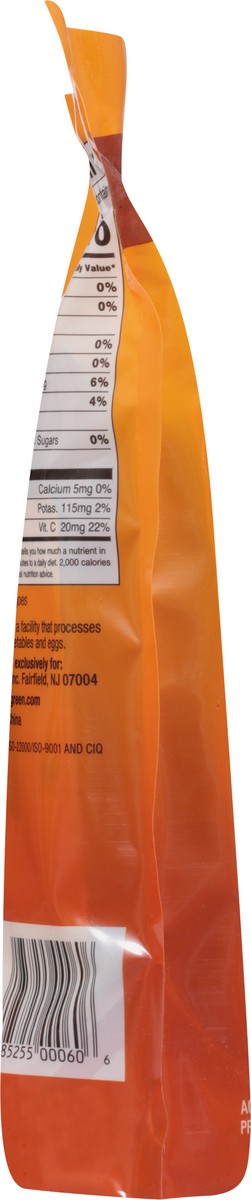 0
ly Value*
0%
0%
0%
0%
g 6%
4%
Sugars 0%
Calcium 5mg 0%
Potas. 115mg 2%
Vit. C 20mg 22%
ells you how much a nutrient in
utes to a daily diet. 2,000 calories
al nutrition advice.
a facility that processes
etables and eggs.
exclusively for:
nc. Fairfield, NJ 07004
green.com
hina
SO-22000/ISO-9001 AND CIQ
85255 00060 6
AC
PR